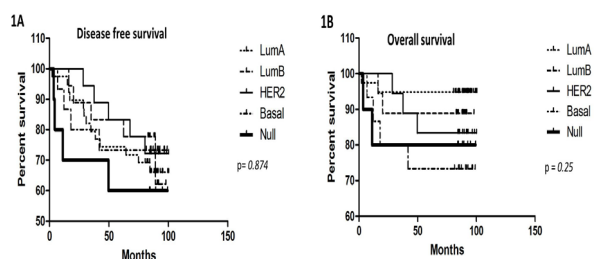 1A
Disease free survival
Percent survival
110
100
90
80
70
60
50
0
50
100
150
Months
LumA
LumB
HER2
Basal
Null
p= 0.874
1B
Overall survival
Percent survival
110
100
90
80
70
60
0
50
100
150
Months
LumA
LumB
HER2
Basal
Null
p = 0.25